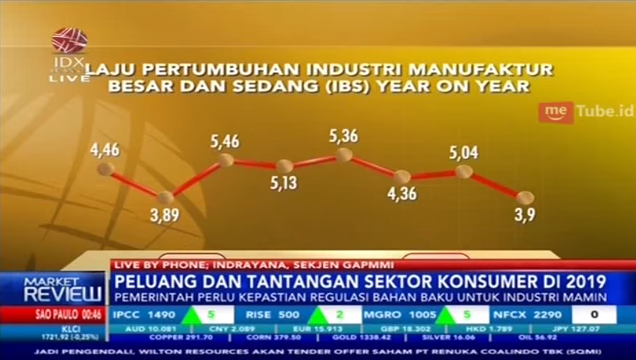 IDX
LIVE
LAJU PERTUMBUHAN INDUSTRI MANUFAKTUR
BESAR DAN SEDANG (IBS) YEAR ON YEAR
me Tube.id
4,46
3,89
5,46
5,13
5,36
4,36
5,04
3,9
LIVE BY PHONE; INDRAYANA, SEKJEN GAPMMI
MARKET REVIEW
PELUANG DAN TANTANGAN SEKTOR KONSUMER DI 2019
PEMERINTAH PERLU KEPASTIAN REGULASI BAHAN BAKU UNTUK INDUSTRI MAMIN
SAO PAULO 00:46
IPCC 1490 5 RISE 500 2 MGRO 1005 5 NFCX 2290 0
KLCI
1721,92 (-0,25%)
AUD 10.081 CNY 2.089 EUR 15.913 GBP 18.302 HKD 1.789 JPY 127.07
COPPER 291.70 CORN 379.50 GOLD 1338.42 SILVER 16.06 OIL 56.92
JADI PENGENDALI, WILTON RESOURCES AKAN TENDER OFFER PT RENUKA COALINDO TBK (SQMI)